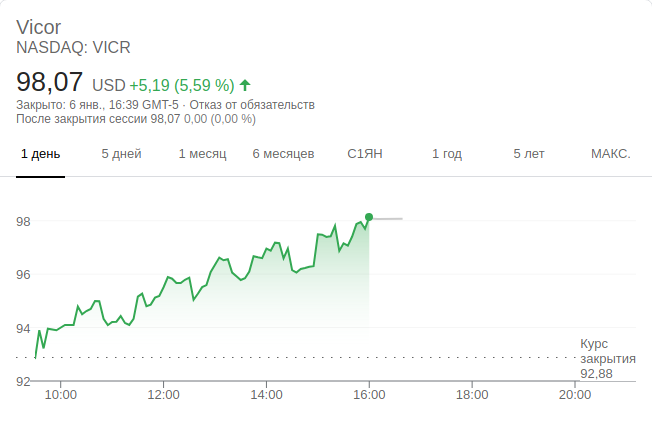 Vicor
NASDAQ: VICR
98,07 USD +5,19 (5,59 %)
Закрыто: 6 янв., 16:39 GMT-5 · Отказ от обязательств
После закрытия сессии 98,07 0,00 (0,00 %)
1 день 5 дней 1 месяц 6 месяцев С1ЯН 1 год 5 лет МАКС.
98
96
94
Курс
закрытия
92,88
92
10:00 12:00 14:00 16:00 18:00 20:00